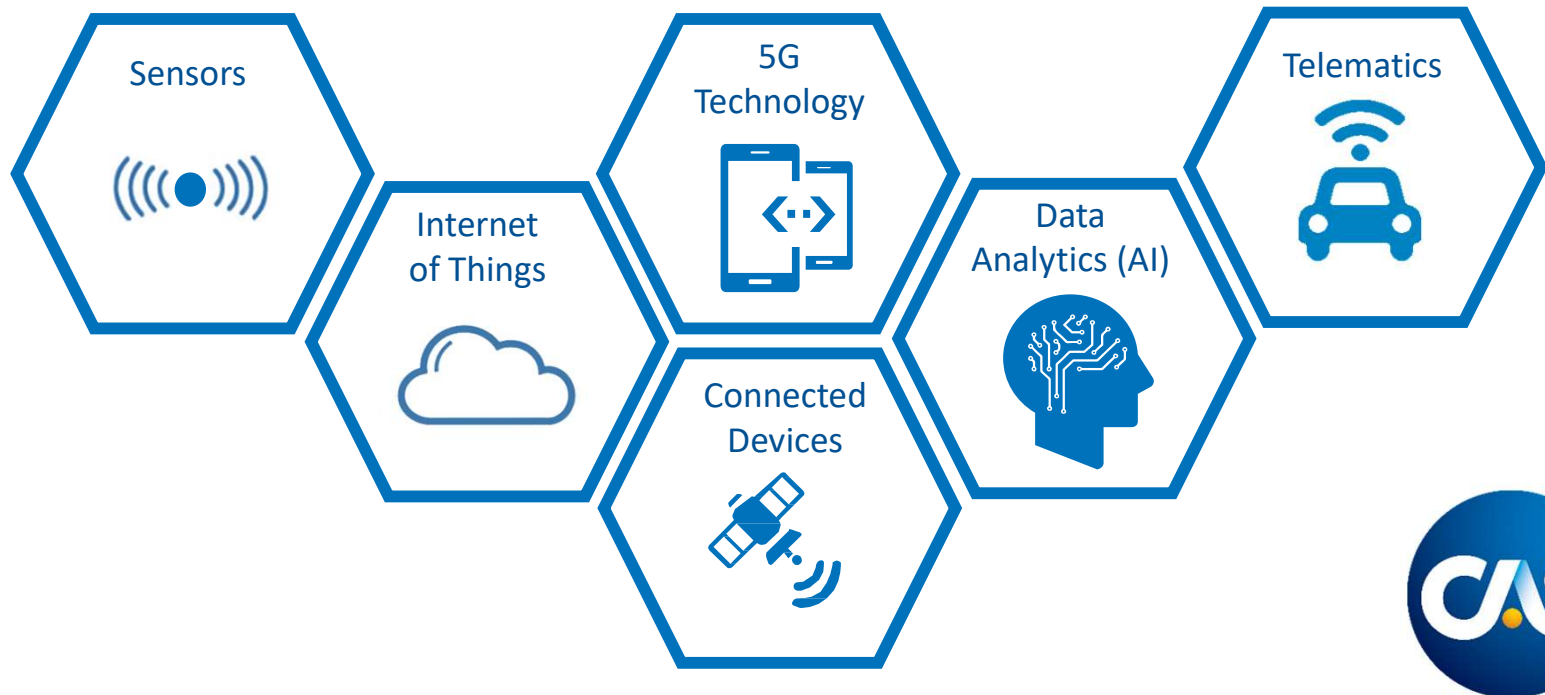 Sensors
Internet
of Things
5G
Technology
Connected
Devices
Data
Analytics (AI)
Telematics